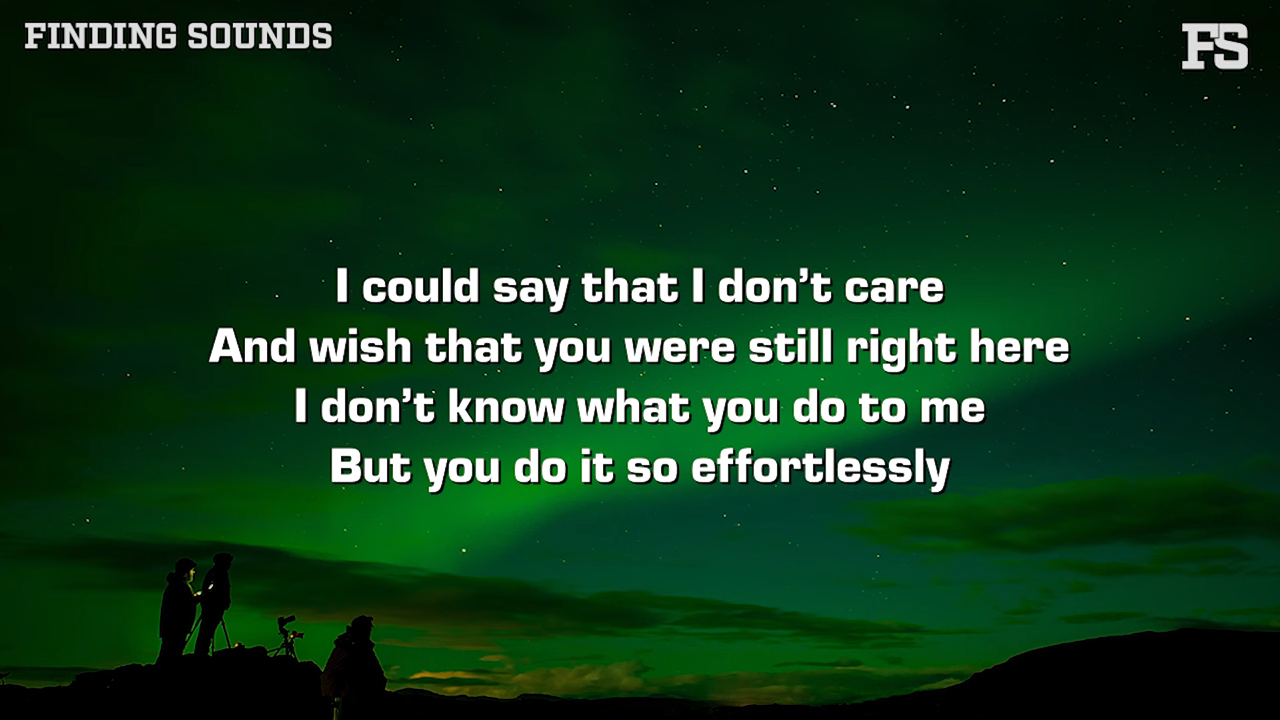 FINDING SOUNDS
FS
I could say that I don’t care
And wish that you were still right here
I don’t know what you do to me
But you do it so effortlessly